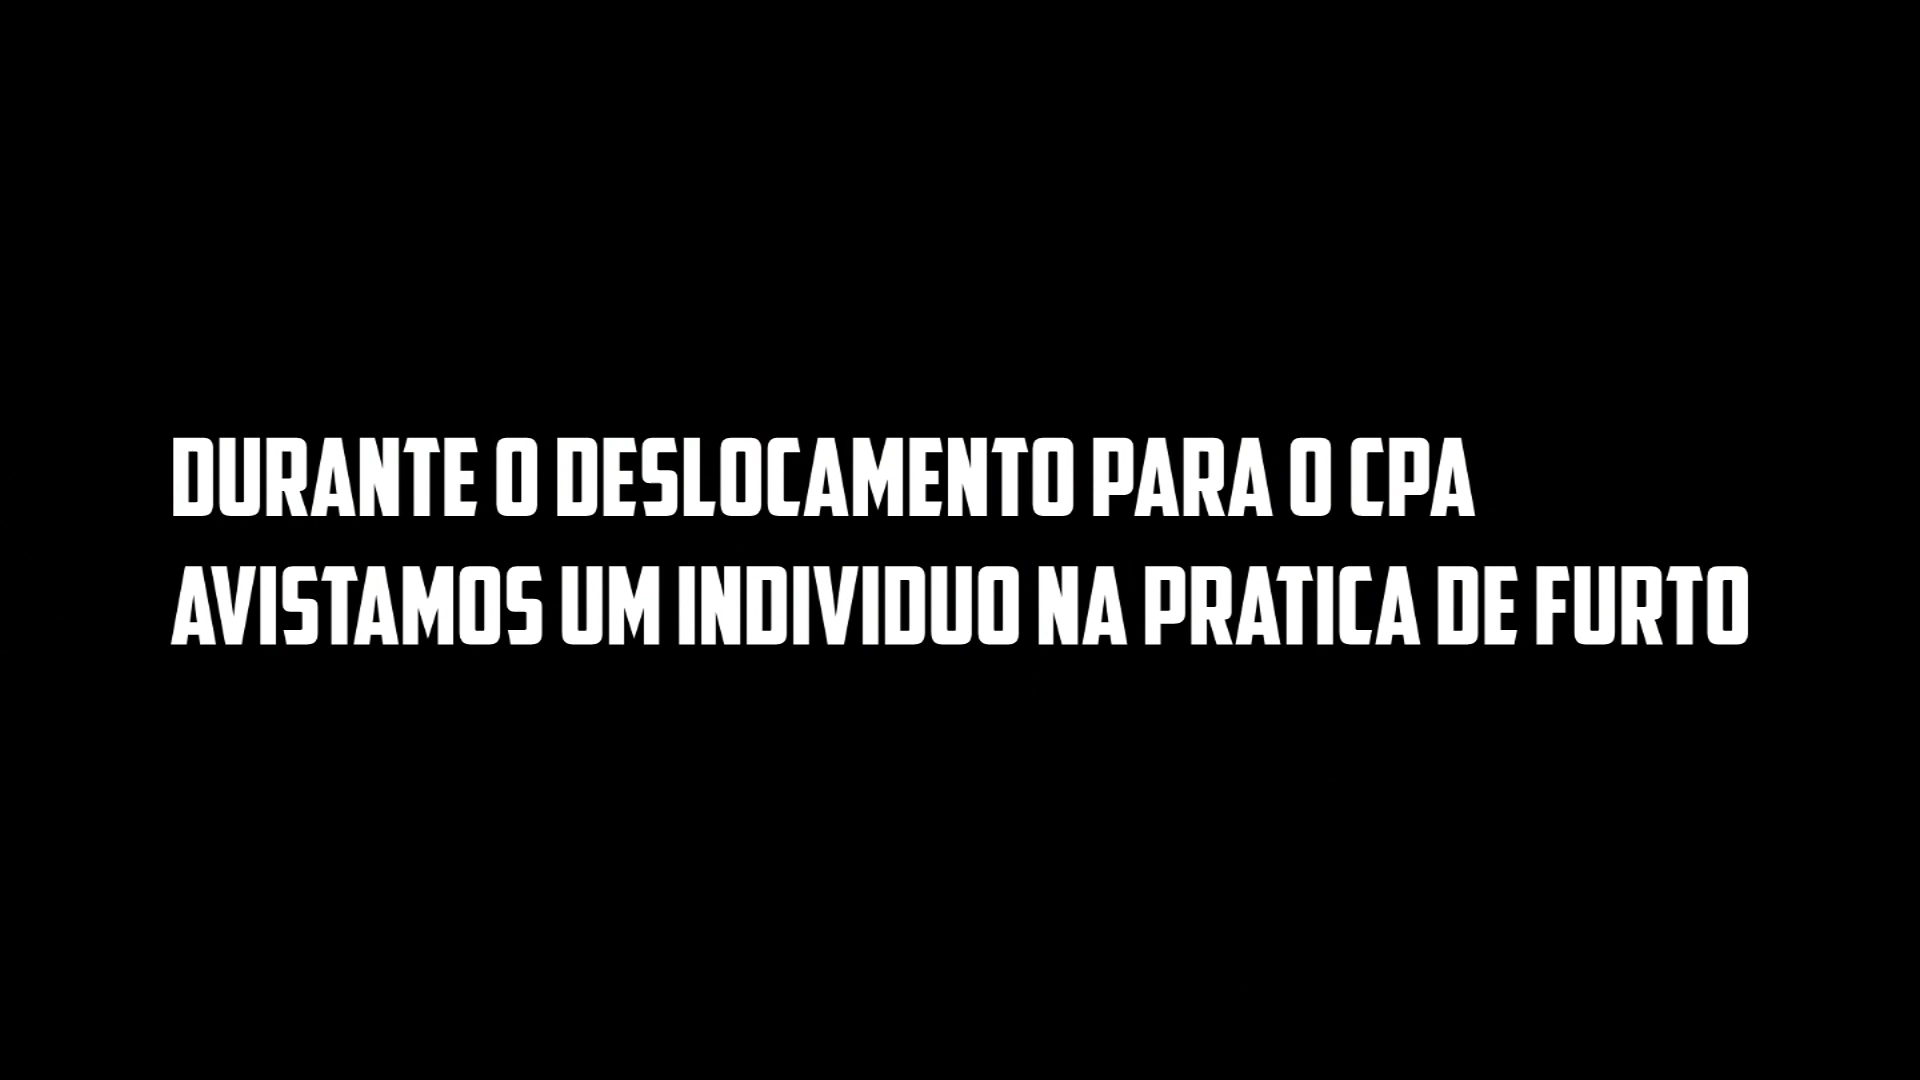 DURANTE O DESLOCAMENTO PARA O CPA
AVISTAMOS UM INDIVIDUO NA PRATICA DE FURTO